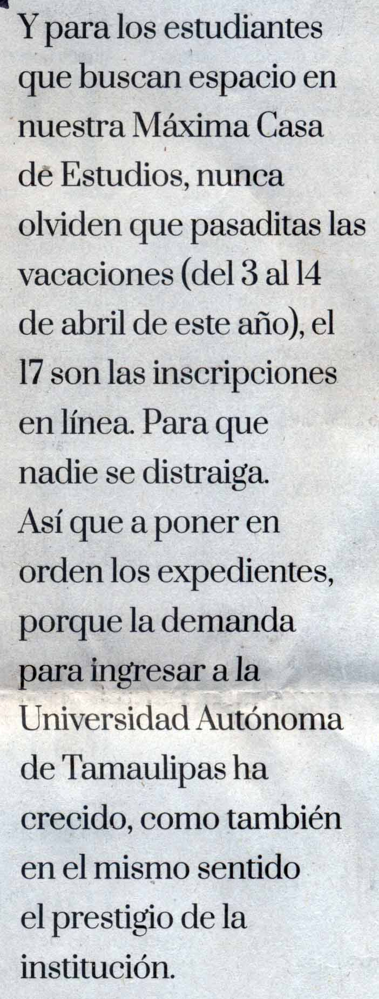 Y para los estudiantes
que buscan espacio en
nuestra Máxima Casa
de Estudios, nunca
olviden que pasaditas las
vacaciones (del 3 al 14
de abril de este año), el
17 son las inscripciones
en línea. Para que
nadie se distraiga.
Así que a poner en
orden los expedientes,
porque la demanda
para ingresar a la
Universidad Autónoma
de Tamaulipas ha
crecido, como también
en el mismo sentido
el prestigio de la
institución.